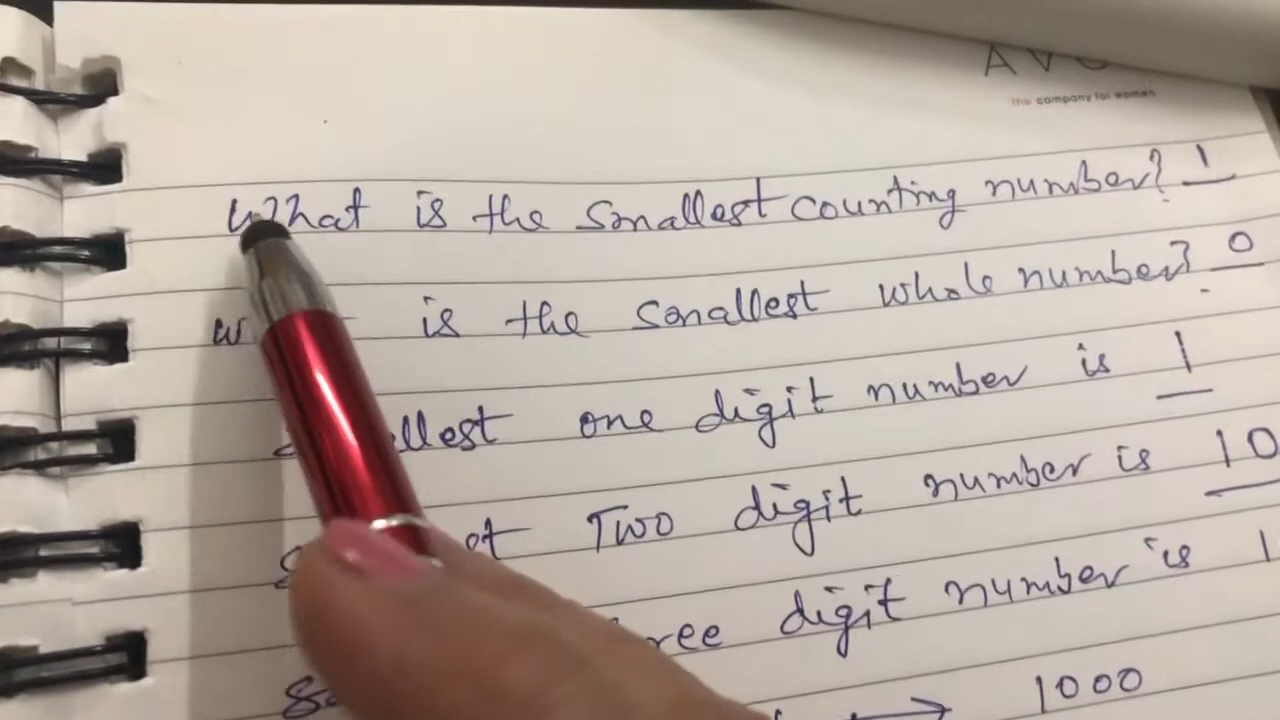 AV
the company for women
What is the smallest counting number? 1
is the smallest whole number? 0
one digit number is 1
Two digit number is 10
digit number is
1000